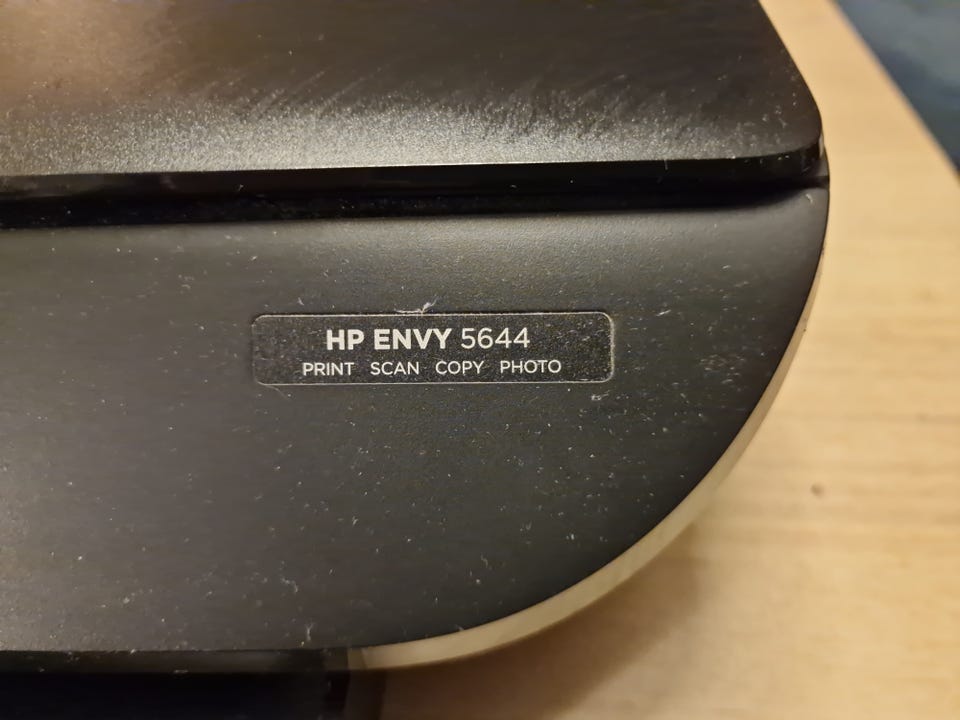 HP ENVY 5644
PRINT SCAN COPY PHOTO